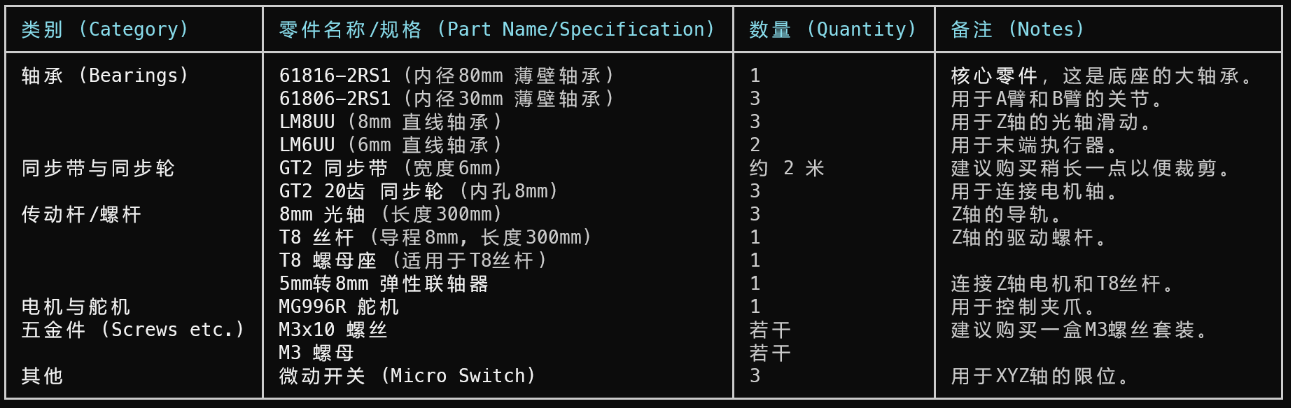 类别 (Category) 零件名称/规格 (Part Name/Specification) 数量 (Quantity) 备注 (Notes)
轴承 (Bearings) 61816-2RS1 (内径80mm 薄壁轴承) 1 核心零件, 这是底座的大轴承。
61806-2RS1 (内径30mm 薄壁轴承) 3 用于A臂和B臂的关节。
LM8UU (8mm 直线轴承) 3 用于Z轴的光轴滑动。
LM6UU (6mm 直线轴承) 2 用于末端执行器。
同步带与同步轮 GT2 同步带 (宽度6mm) 约 2 米 建议购买稍长一点以便裁剪。
GT2 20齿 同步轮 (内孔8mm) 3 用于连接电机轴。
传动杆/螺杆 8mm 光轴 (长度300mm) 3 Z轴的导轨。
T8 丝杆 (导程8mm, 长度300mm) 1 Z轴的驱动螺杆。
T8 螺母座 (适用于T8丝杆) 1
5mm转8mm 弹性联轴器 1 连接Z轴电机和T8丝杆。
电机与舵机 MG996R 舵机 1 用于控制夹爪。
五金件 (Screws etc.) M3x10 螺丝 若干 建议购买一盒M3螺丝套装。
M3 螺母 若干
其他 微动开关 (Micro Switch) 3 用于XYZ轴的限位。